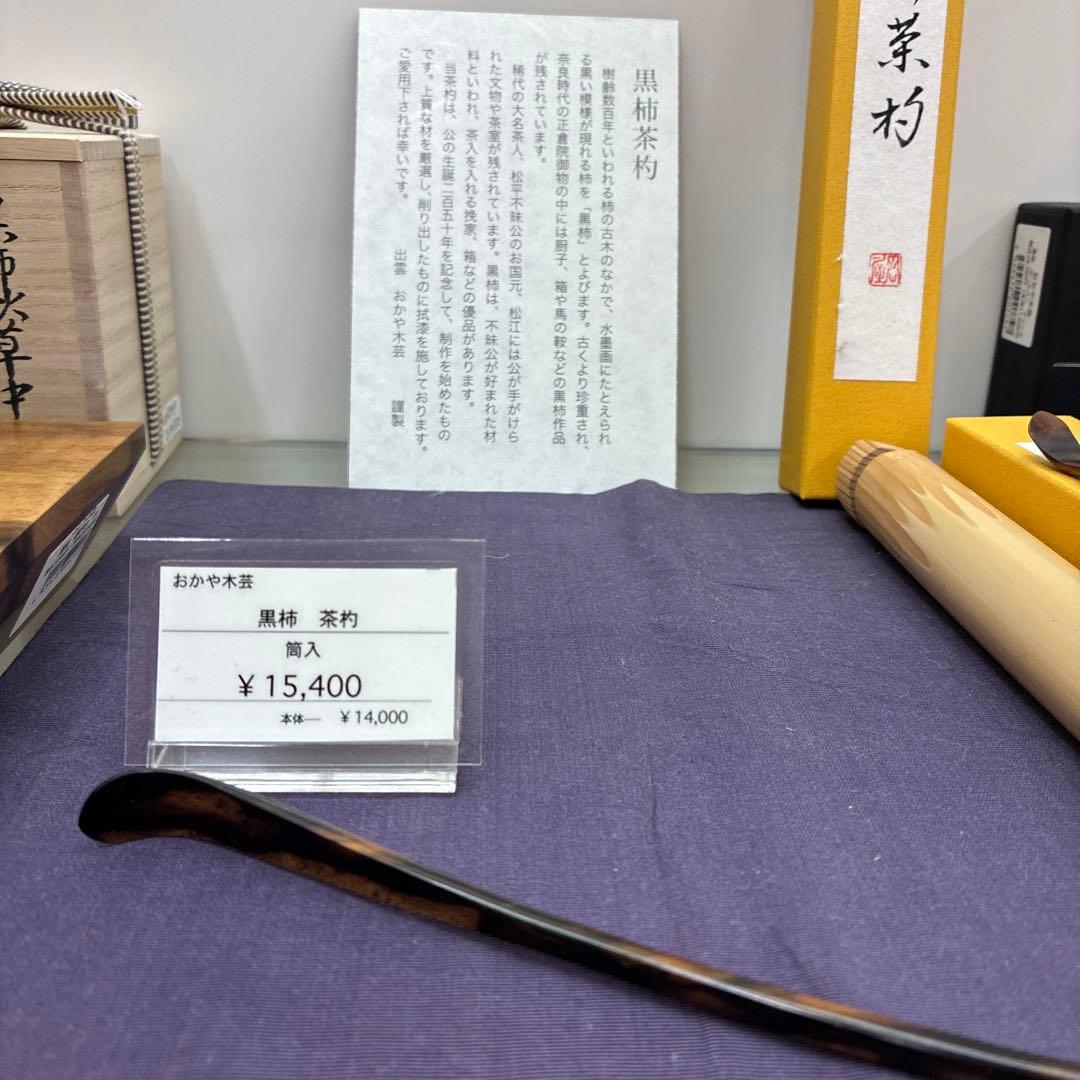 黒柿茶杓
樹齢数百年といわれる柿の古木のなかで、水墨画にたとえられ
る黒い模様が現れる柿を「黒柿」とよびます。古くより珍重され、
奈良時代の正倉院御物の中には厨子、箱や馬の鞍などの黒柿作品
が残されています。
稀代の大名茶人、松平不昧公のお国元、松江には公が手がけら
れた文物や茶室が残されています。黒柿は、不昧公が好まれた材
料といわれ、茶入を入れる挽家、箱などの優品があります。
当茶杓は、公の生誕二百五十年を記念して、制作を始めたもの
です。上質な材を厳選し、削り出したものに拭漆を施しております。
ご愛用下されば幸いです。
出雲 おかや木芸 謹製
茶杓
おかや木芸
黒柿 茶杓
筒入
¥15,400
本体---- ¥14,000